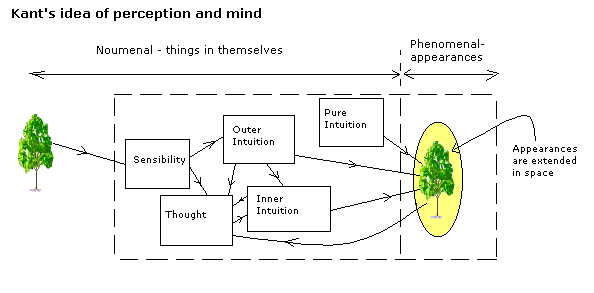 Kant's idea of perception and mind
Noumenal - things in themselves
Phenomenal-
appearances
Pure
Intuition
Outer
Intuition
Sensibility
Appearances
are extended
in space
Thought
Inner
Intuition